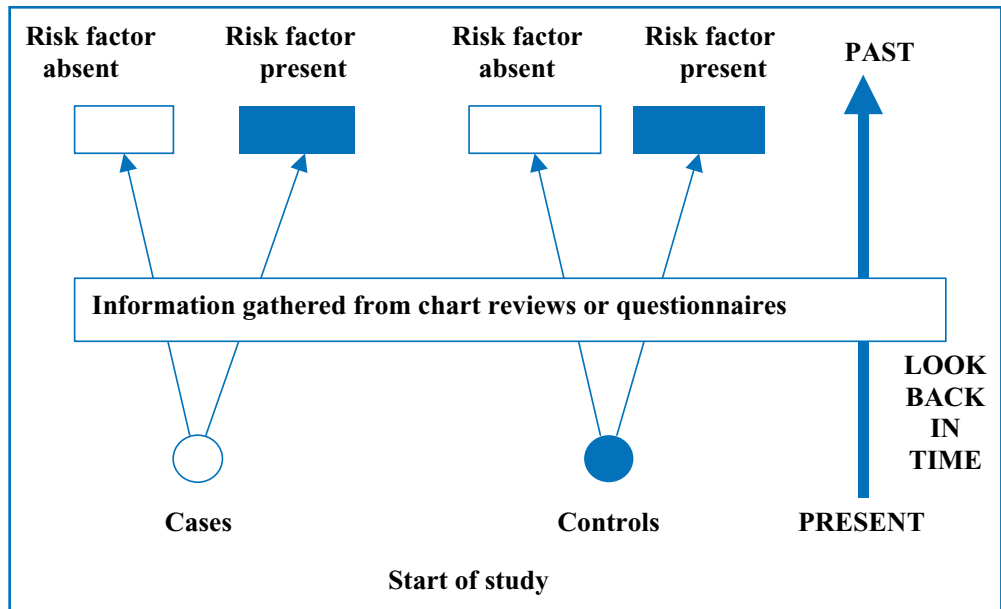 Risk factor
absent
Risk factor
present
Risk factor
absent
Risk factor
present
PAST
Information gathered from chart reviews or questionnaires
LOOK
BACK
IN
TIME
Cases
Controls
PRESENT
Start of study